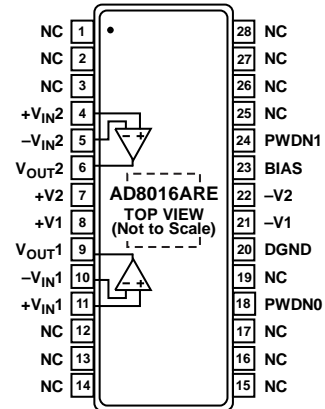 NC 1
NC 2
NC 3
+VIN2 4
–VIN2 5
VOUT2 6
+V2 7
+V1 8
VOUT1 9
–VIN1 10
+VIN1 11
NC 12
NC 13
NC 14
– +
AD8016ARE
TOP VIEW
(Not to Scale)
– +
28 NC
27 NC
26 NC
25 NC
24 PWDN1
23 BIAS
22 –V2
21 –V1
20 DGND
19 NC
18 PWDN0
17 NC
16 NC
15 NC